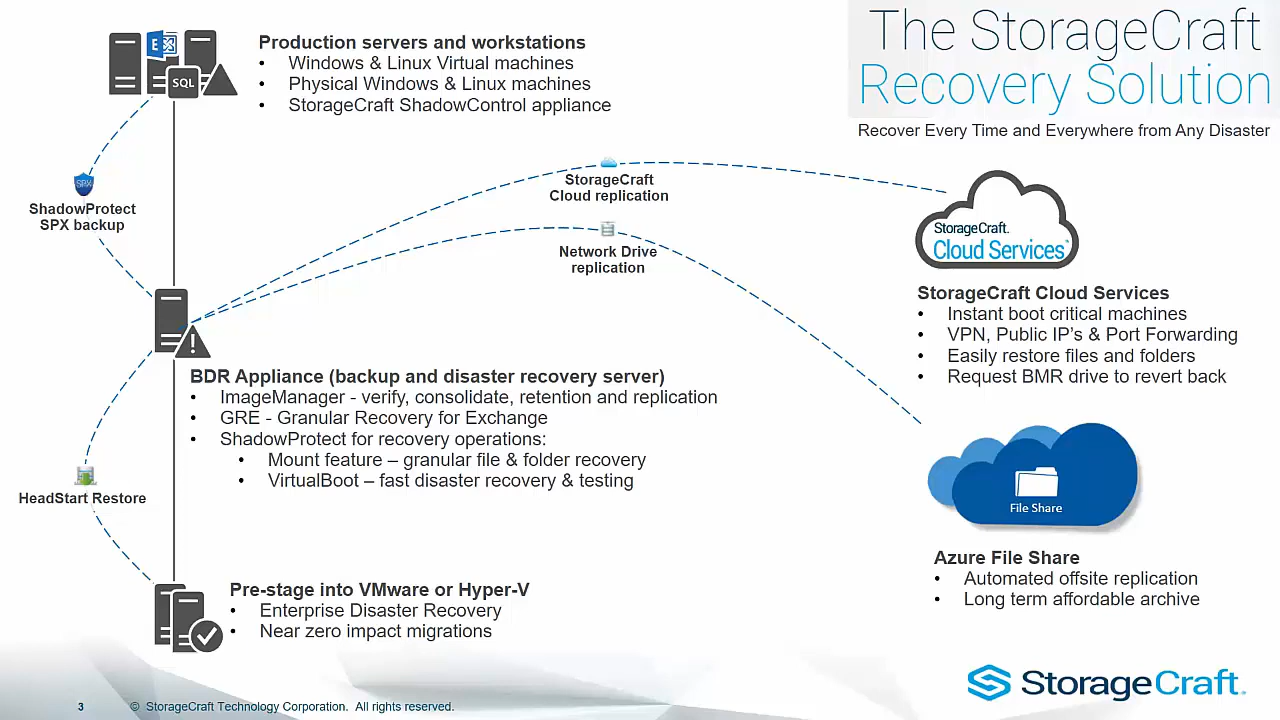 The StorageCraft
Recovery Solution
Recover Every Time and Everywhere from Any Disaster
E
SQL
Production servers and workstations
• Windows & Linux Virtual machines
• Physical Windows & Linux machines
• StorageCraft ShadowControl appliance
SPX
ShadowProtect
SPX backup
StorageCraft
Cloud replication
Network Drive
replication
StorageCraft.
Cloud Services™
StorageCraft Cloud Services
• Instant boot critical machines
• VPN, Public IP's & Port Forwarding
• Easily restore files and folders
• Request BMR drive to revert back
BDR Appliance (backup and disaster recovery server)
• ImageManager - verify, consolidate, retention and replication
• GRE - Granular Recovery for Exchange
• ShadowProtect for recovery operations:
• Mount feature – granular file & folder recovery
• VirtualBoot – fast disaster recovery & testing
HeadStart Restore
File Share
Azure File Share
• Automated offsite replication
• Long term affordable archive
Pre-stage into VMware or Hyper-V
• Enterprise Disaster Recovery
• Near zero impact migrations
StorageCraft.
3 © StorageCraft Technology Corporation. All rights reserved.